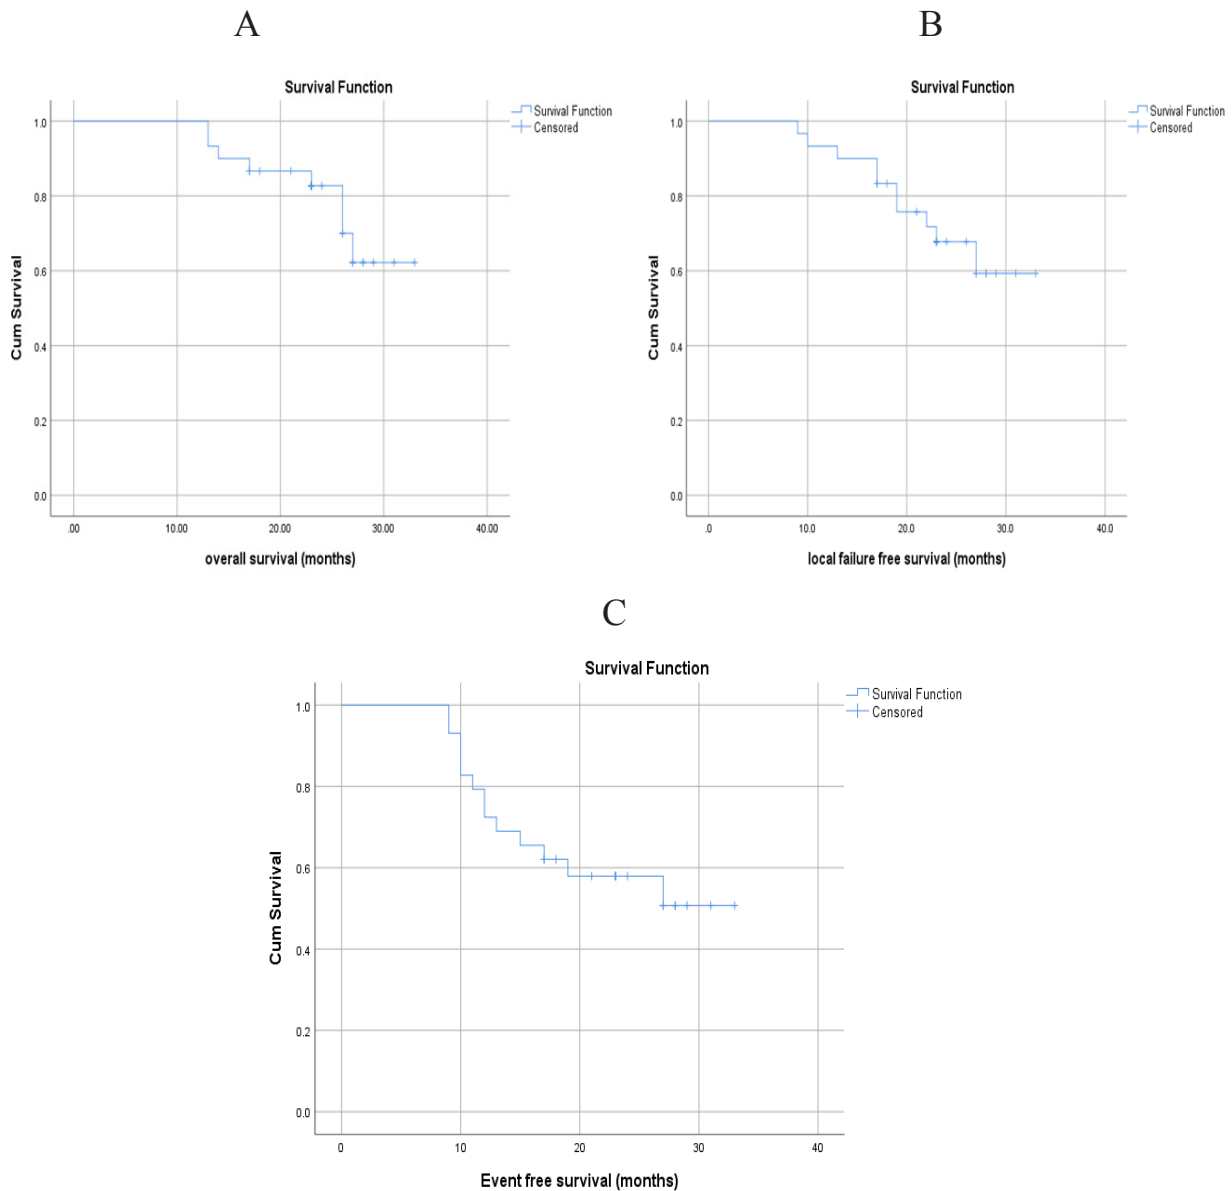 A
Survival Function
Survival Function
Censored
1.0
0.8
0.6
0.4
0.2
0.0
Cum Survival
.00 10.00 20.00 30.00 40.00
overall survival (months)
B
Survival Function
Survival Function
Censored
1.0
0.8
0.6
0.4
0.2
0.0
Cum Survival
.0 10.0 20.0 30.0 40.0
local failure free survival (months)
C
Survival Function
Survival Function
Censored
1.0
0.8
0.6
0.4
0.2
0.0
Cum Survival
0 10 20 30 40
Event free survival (months)